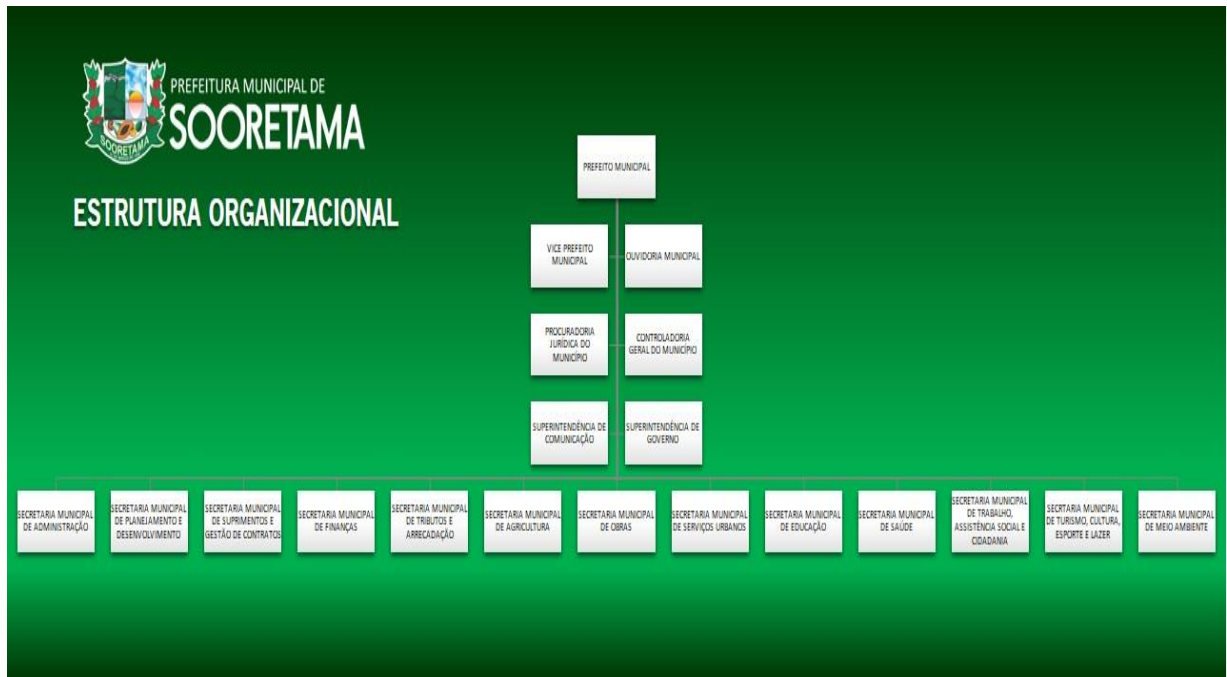 PREFEITURA MUNICIPAL DE
SOORETAMA
SOORETAMA
ESTRUTURA ORGANIZACIONAL
PREFEITO MUNICIPAL
VICE PREFEITO
MUNICIPAL
OUVIDORIA MUNICIPAL
PROCURADORIA
JURÍDICA DO
MUNICÍPIO
CONTROLADORIA
GERAL DO MUNICÍPIO
SUPERINTENDÊNCIA DE
COMUNICAÇÃO
SUPERINTENDÊNCIA DE
GOVERNO
SECRETARIA MUNICIPAL
DE ADMINISTRAÇÃO
SECRETARIA MUNICIPAL
DE PLANEJAMENTO E
DESENVOLVIMENTO
SECRETARIA MUNICIPAL
DE SUPRIMENTOS E
GESTÃO DE CONTRATOS
SECRETARIA MUNICIPAL
DE FINANÇAS
SECRETARIA MUNICIPAL
DE TRIBUTOS E
ARRECADAÇÃO
SECRETARIA MUNICIPAL
DE AGRICULTURA
SECRETARIA MUNICIPAL
DE OBRAS
SECRETARIA MUNICIPAL
DE SERVIÇOS URBANOS
SECRETARIA MUNICIPAL
DE EDUCAÇÃO
SECRETARIA MUNICIPAL
DE SAÚDE
SECRETARIA MUNICIPAL
DE TRABALHO,
ASSISTÊNCIA SOCIAL E
CIDADANIA
SECRTARIA MUNICIPAL
DE TURISMO, CULTURA,
ESPORTE E LAZER
SECRETARIA MUNICIPAL
DE MEIO AMBIENTE